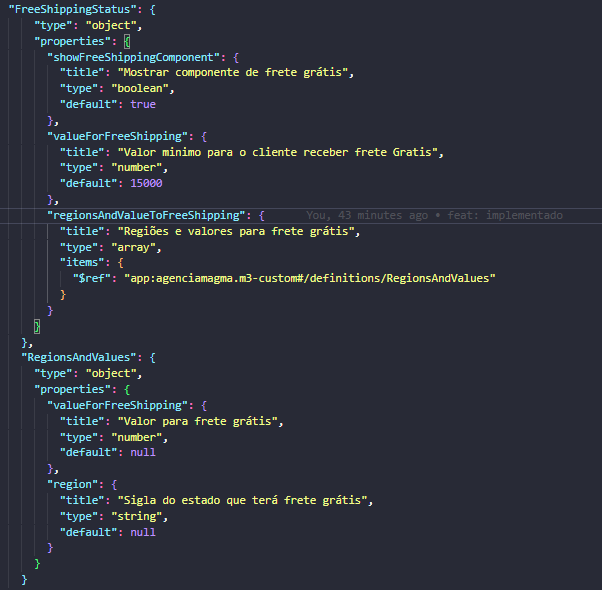 "FreeShippingStatus": {
"type": "object",
"properties": {
"showFreeShippingComponent": {
"title": "Mostrar componente de frete grátis",
"type": "boolean",
"default": true
},
"valueForFreeShipping": {
"title": "Valor minimo para o cliente receber frete Gratis",
"type": "number",
"default": 15000
},
"regionsAndValueToFreeShipping": { You, 43 minutes ago • feat: implementado
"title": "Regiões e valores para frete grátis",
"type": "array",
"items": {
"$ref": "app:agenciamagma.m3-custom#/definitions/RegionsAndValues"
}
}
}
},
"RegionsAndValues": {
"type": "object",
"properties": {
"valueForFreeShipping": {
"title": "Valor para frete grátis",
"type": "number",
"default": null
},
"region": {
"title": "Sigla do estado que terá frete grátis",
"type": "string",
"default": null
}
}
}